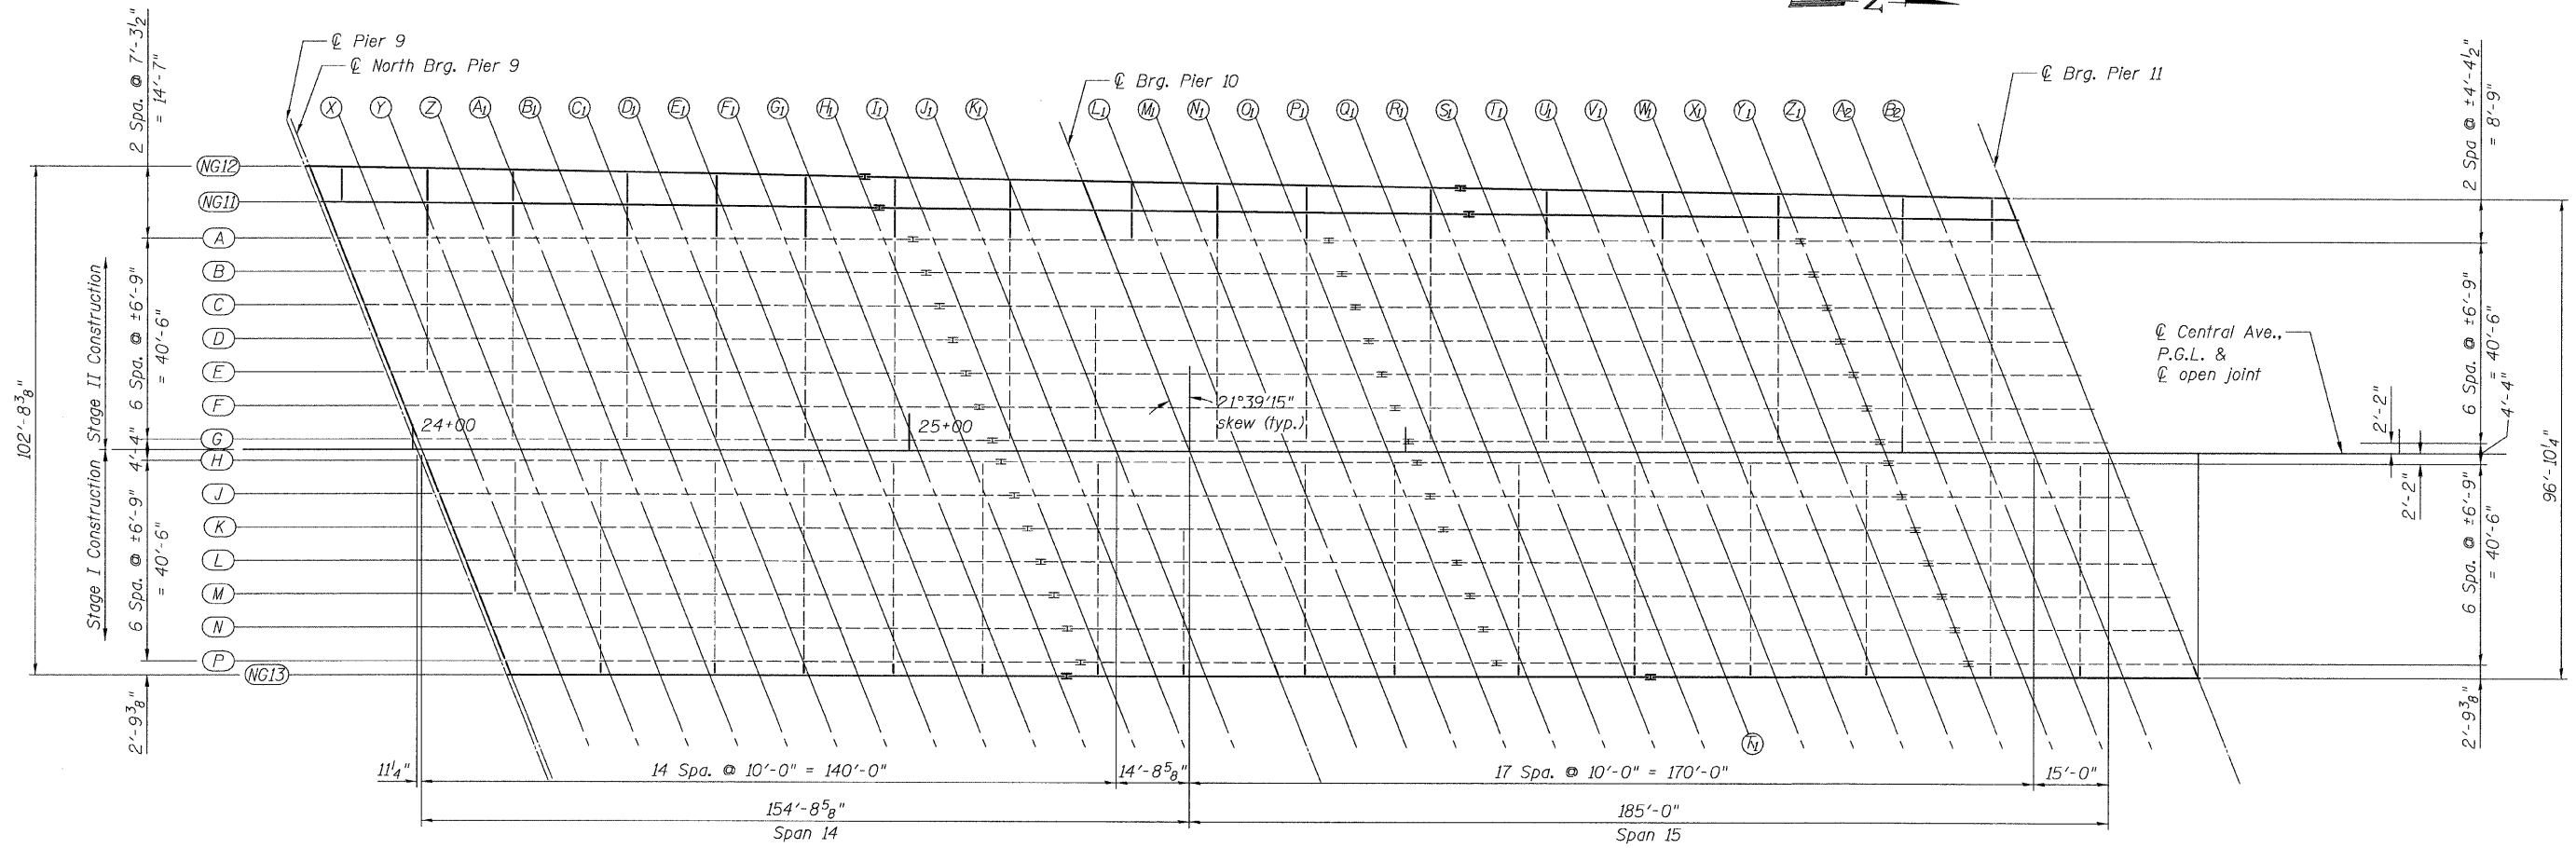 N
2 Spa. @ 7'-3½"
= 14'-7"
℄ Pier 9
℄ North Brg. Pier 9
℄ Brg. Pier 10
℄ Brg. Pier 11
2 Spa @ ±4'-4½"
= 8'-9"
X
Y
Z
A1
B1
C1
D1
E1
F1
G1
H1
I1
J1
K1
L1
M1
N1
O1
P1
Q1
R1
S1
T1
U1
V1
W1
X1
Y1
Z1
A2
B2
NG12
NG11
A
B
C
D
E
F
G
H
J
K
L
M
N
P
NG13
102'-8⅜"
Stage II Construction
Stage I Construction
6 Spa. @ ±6'-9"
= 40'-6"
4'-4"
6 Spa. @ ±6'-9"
= 40'-6"
2'-9⅜"
24+00
25+00
21°39'15"
skew (typ.)
℄ Central Ave.,
P.G.L. &
℄ open joint
2'-2"
2'-2"
6 Spa. @ ±6'-9"
= 40'-6"
4'-4"
6 Spa. @ ±6'-9"
= 40'-6"
96'-10¼"
2'-9⅜"
11¼"
14 Spa. @ 10'-0" = 140'-0"
14'-8⅝"
17 Spa. @ 10'-0" = 170'-0"
15'-0"
154'-8⅝"
Span 14
185'-0"
Span 15